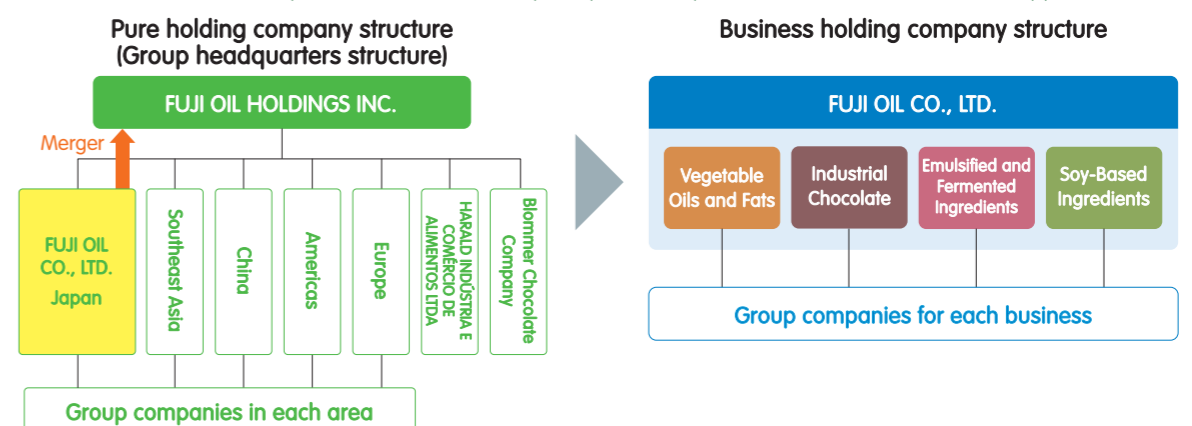 Pure holding company structure
(Group headquarters structure)
FUJI OIL HOLDINGS INC.
Merger
FUJI OIL
CO., LTD.
Japan
Southeast Asia
China
Americas
Europe
HARALD INDÚSTRIA E
COMÉRCIO DE
ALIMENTOS LTDA
Blommer Chocolate
Company
Group companies in each area
Business holding company structure
FUJI OIL CO., LTD.
Vegetable
Oils and Fats
Industrial
Chocolate
Emulsified and
Fermented
Ingredients
Soy-Based
Ingredients
Group companies for each business